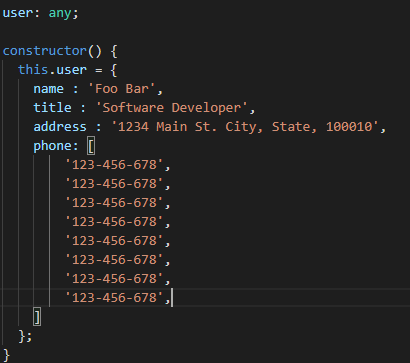 user: any;
constructor() {
this.user = {
name : 'Foo Bar',
title : 'Software Developer',
address : '1234 Main St. City, State, 100010',
phone: [
'123-456-678',
'123-456-678',
'123-456-678',
'123-456-678',
'123-456-678',
'123-456-678',
'123-456-678',
'123-456-678',
]
};
}